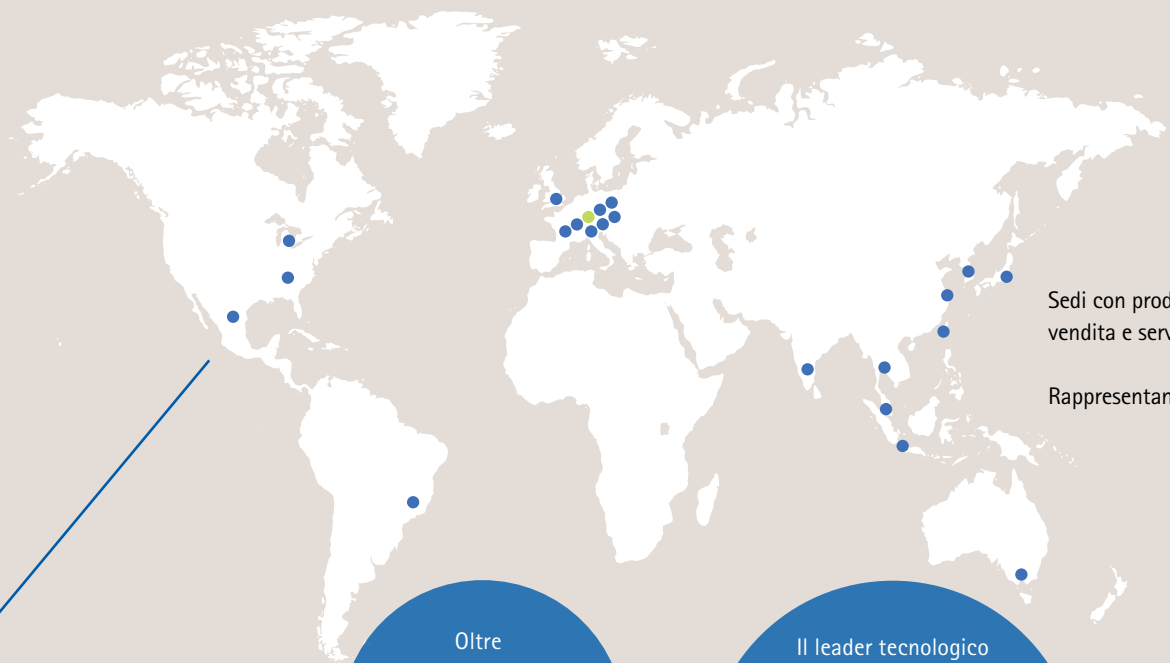 Sedi con prod
vendita e serv
Rappresentan
Oltre
Il leader tecnologico